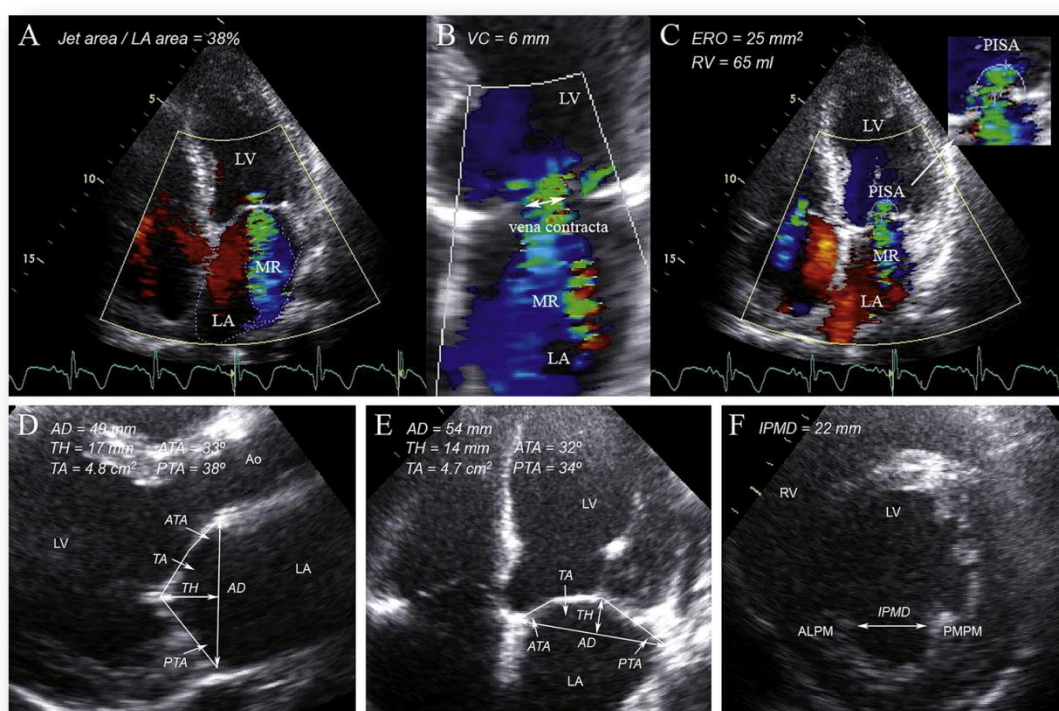 A Jet area / LA area = 38%
5
10
15
LV
MR
LA
B VC = 6 mm
LV
vena contracta
MR
LA
C ERO = 25 mm²
RV = 65 ml
PISA
5
10
15
LV
PISA
MR
LA
D AD = 49 mm
TH = 17 mm ATA = 33º
TA = 4.8 cm² PTA = 38º
Ao
ATA
LV
TA
TH
AD
LA
PTA
E AD = 54 mm
TH = 14 mm ATA = 32º
TA = 4.7 cm² PTA = 34º
LV
TA
TH
ATA
AD
PTA
LA
F IPMD = 22 mm
RV
LV
IPMD
ALPM
PMPM